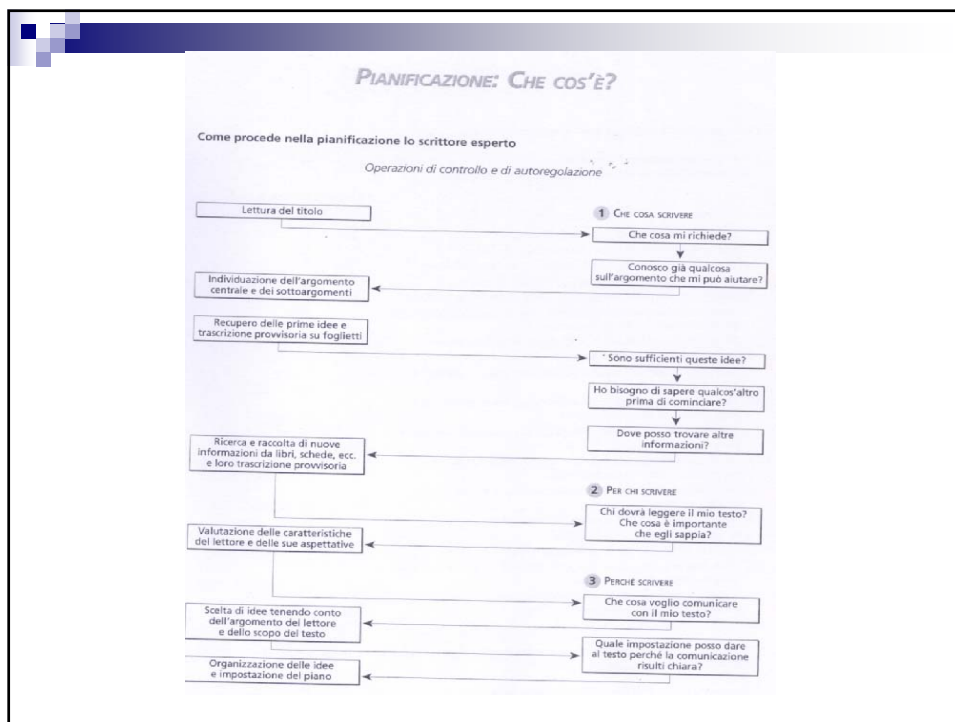 PIANIFICAZIONE: CHE COS'È?
Come procede nella pianificazione lo scrittore esperto
Operazioni di controllo e di autoregolazione
Lettura del titolo
1 CHE COSA SCRIVERE
Che cosa mi richiede?
Conosco già qualcosa
sull'argomento che mi può aiutare?
Individuazione dell'argomento
centrale e dei sottoargomenti
Recupero delle prime idee e
trascrizione provvisoria su foglietti
Sono sufficienti queste idee?
Ho bisogno di sapere qualcos'altro
prima di cominciare?
Dove posso trovare altre
informazioni?
Ricerca e raccolta di nuove
informazioni da libri, schede, ecc.
e loro trascrizione provvisoria
2 PER CHI SCRIVERE
Chi dovrà leggere il mio testo?
Che cosa è importante
che egli sappia?
Valutazione delle caratteristiche
del lettore e delle sue aspettative
3 PERCHÉ SCRIVERE
Che cosa voglio comunicare
con il mio testo?
Scelta di idee tenendo conto
dell'argomento del lettore
e dello scopo del testo
Quale impostazione posso dare
al testo perché la comunicazione
risulti chiara?
Organizzazione delle idee
e impostazione del piano